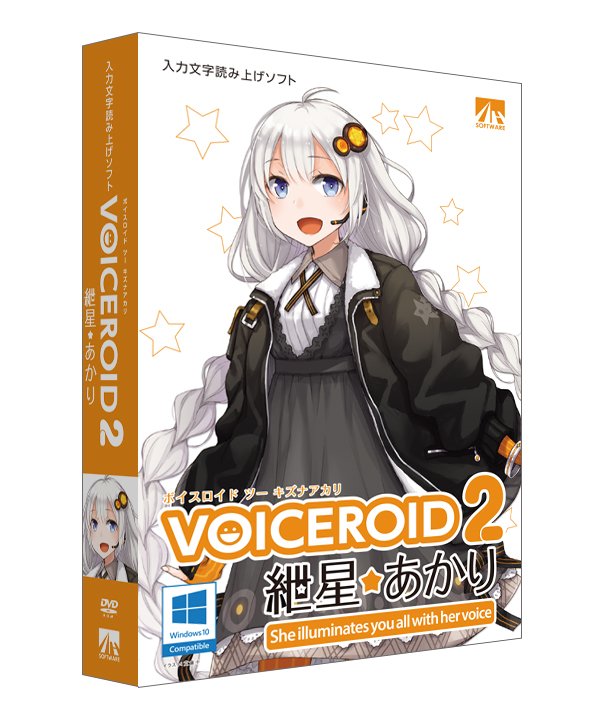 入力文字読み上げソフト
SOFTWARE
ボイスロイド ツー キズナアカリ
VOICEROID 2
紲星★あかり
She illuminates you all with her voice
Windows 10
Compatible
入力文字読み上げソフト
ボイスロイド ツー キズナアカリ
VOICEROID 2
紲星★あかり
DVD
SOFTWARE